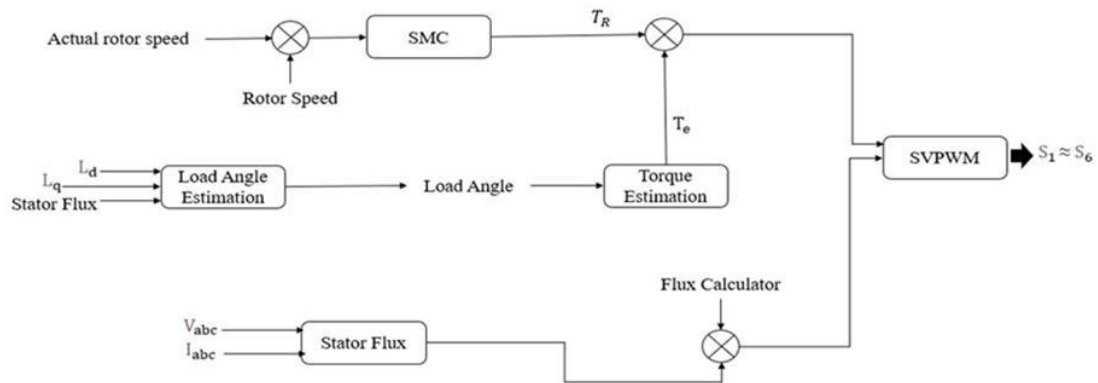 Actual rotor speed
SMC
T_R
Rotor Speed
T_e
L_d
L_q
Stator Flux
Load Angle
Estimation
Load Angle
Torque
Estimation
SVPWM
S_1 ≈ S_6
Flux Calculator
V_abc
I_abc
Stator Flux